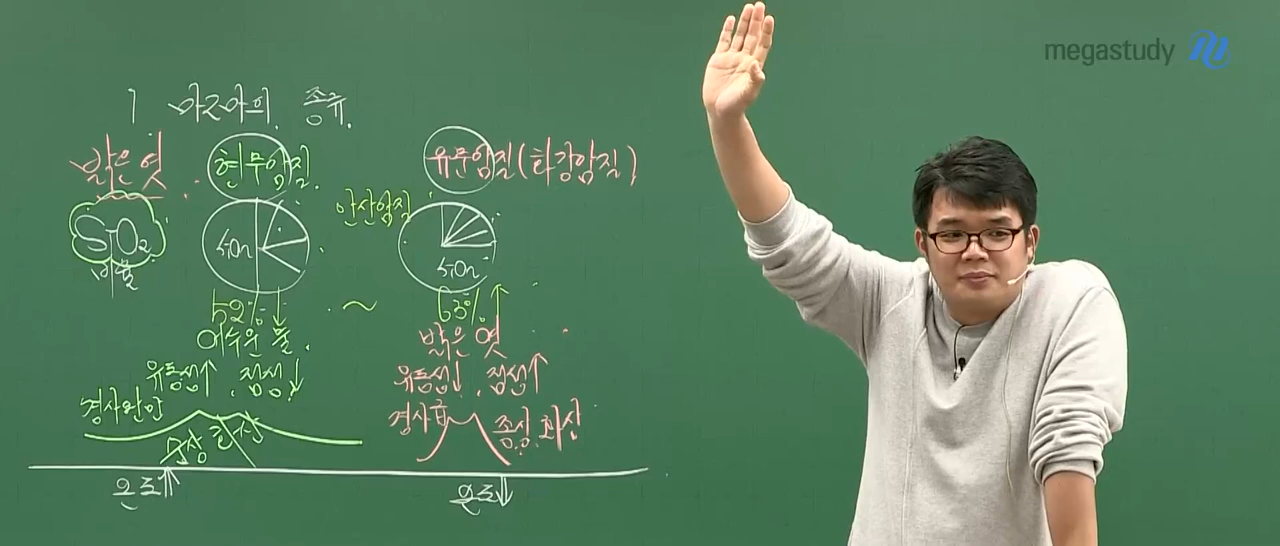 megastudy
1 마그마의 종류.
밝은 엿
현무암질.
유문암질(화강암질)
안산암질
SiO₂
SiO₂
SiO₂
52%↓ ~ 63%↑
어두운 물.
밝은 엿
유동성↑ . 점성↓
유동성↓ . 점성↑
경사완만
순상 화산
경사급
종상 화산
온도↑
온도↓